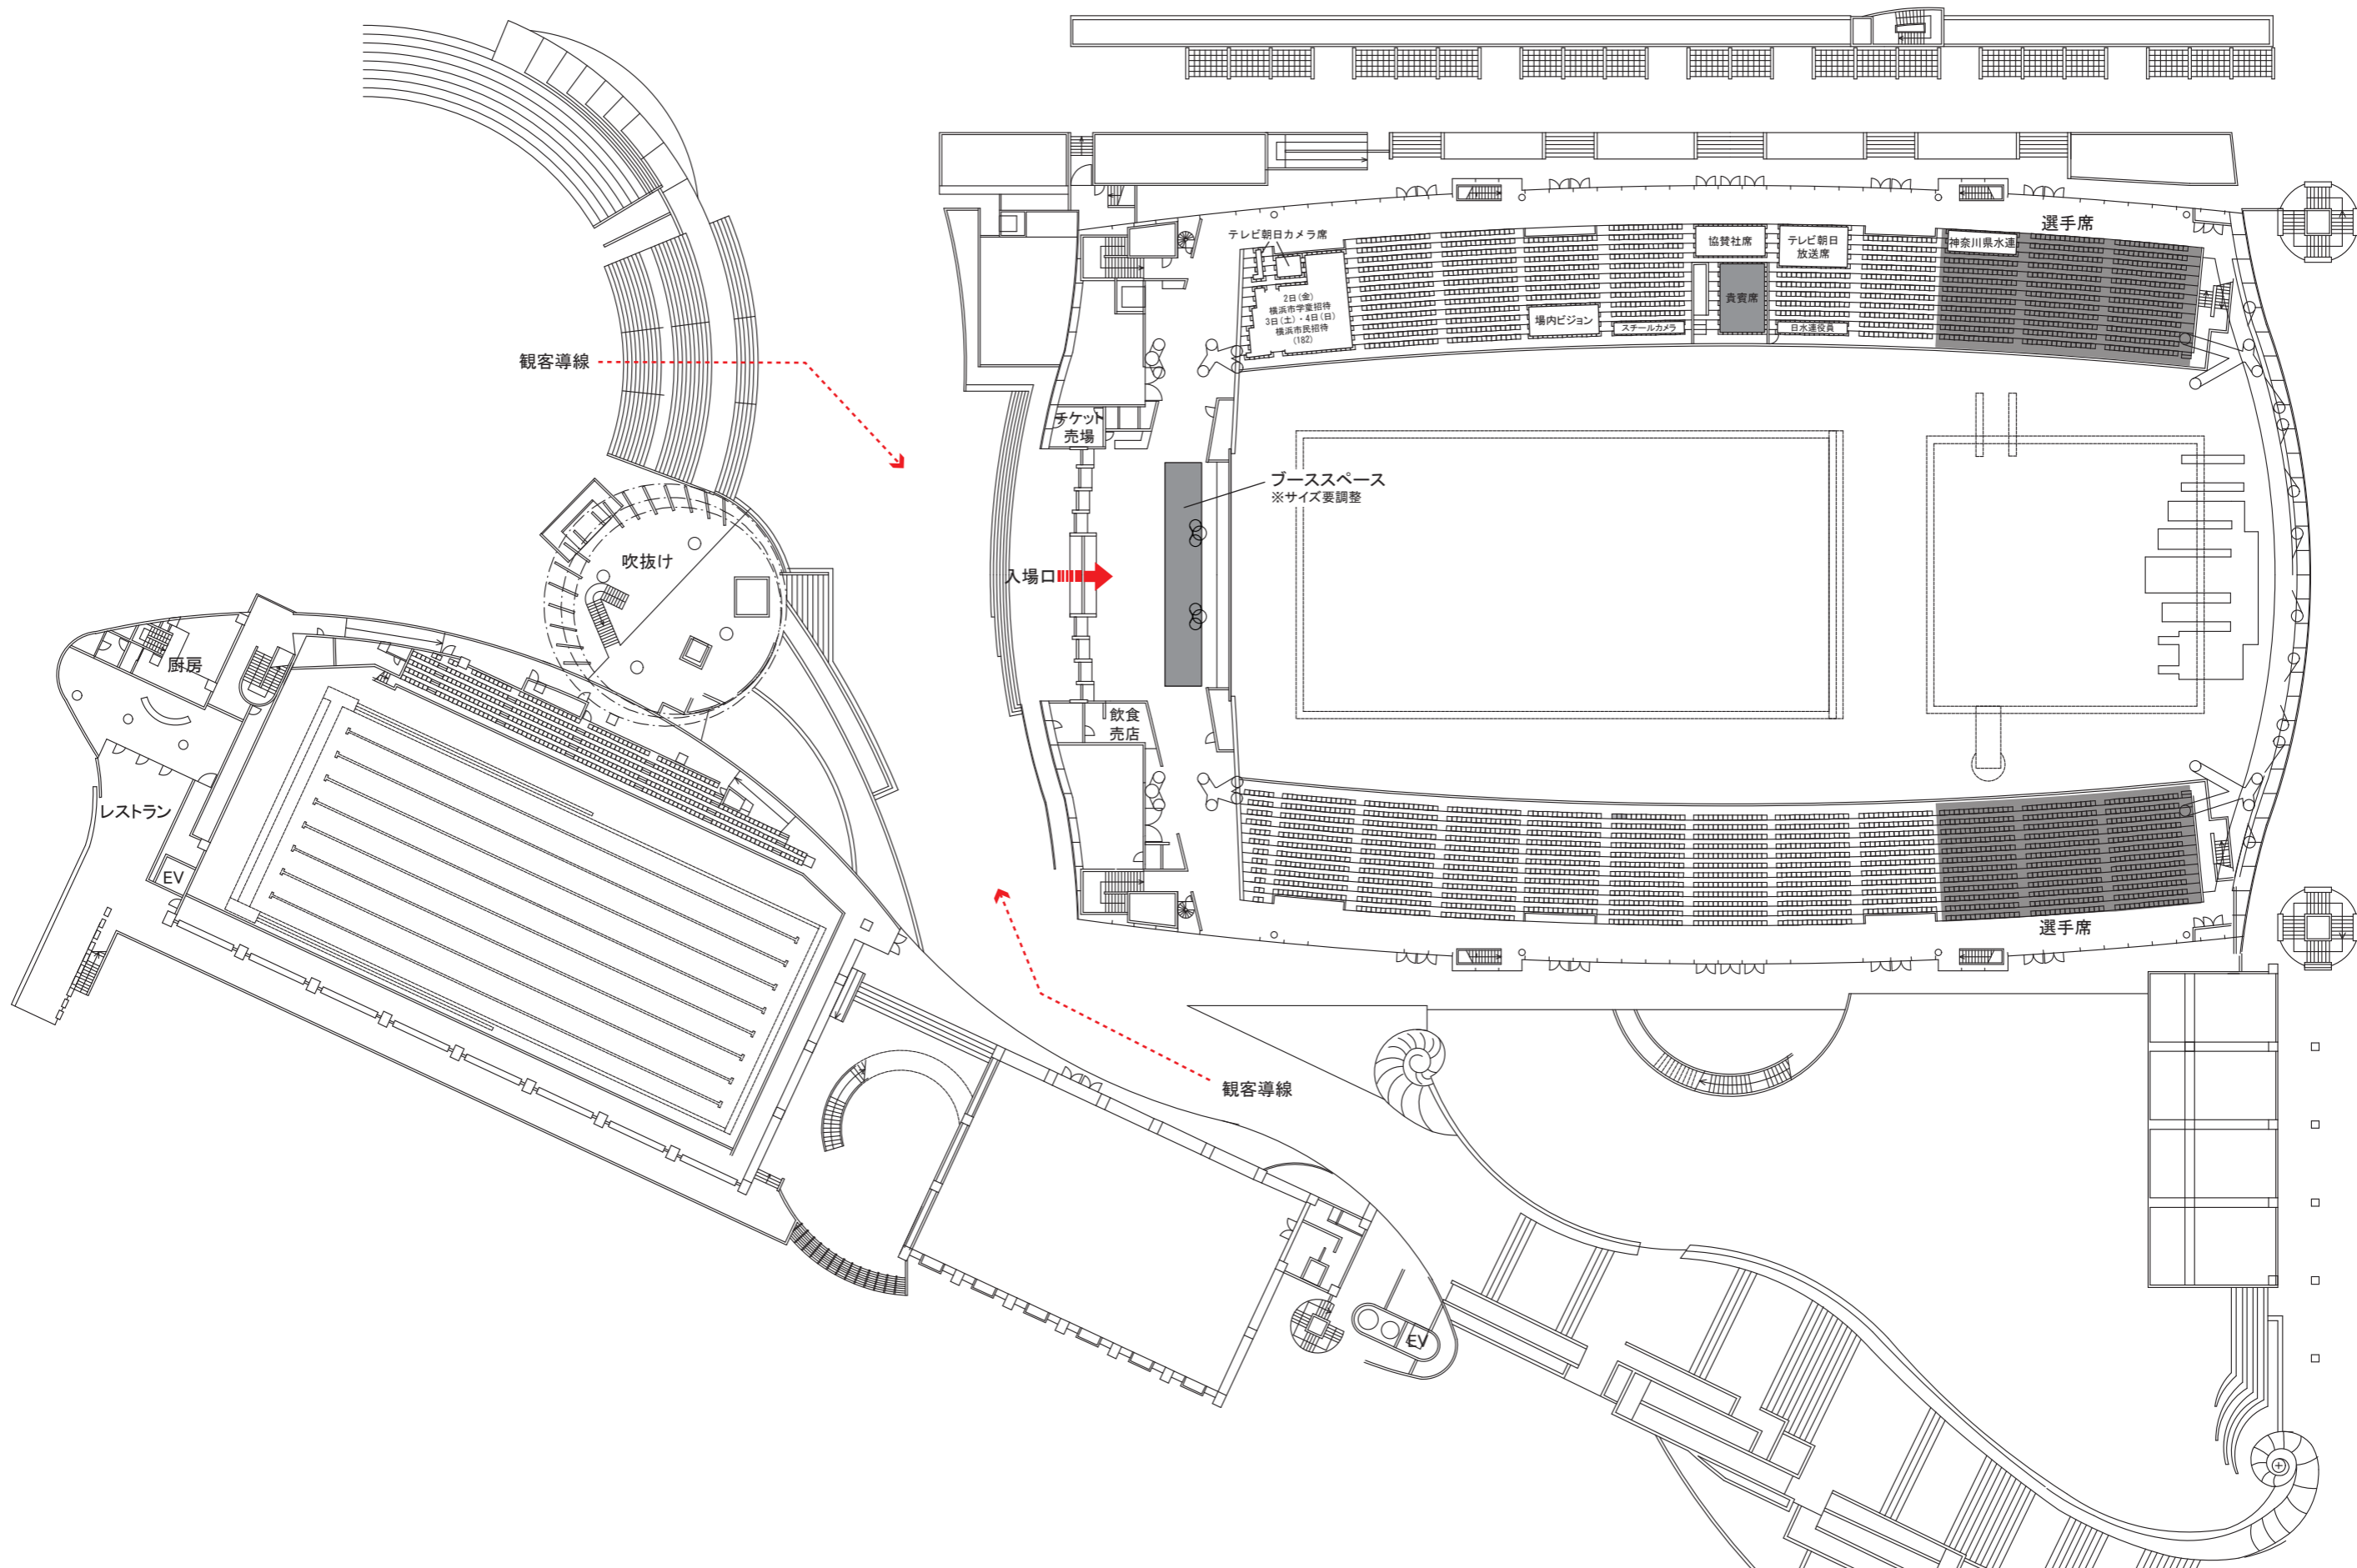 選手席
テレビ朝日カメラ席
協賛社席
テレビ朝日
放送席
神奈川県水連
2日(金)
横浜市学童招待
3日(土)・4日(日)
横浜市民招待
(182)
貴賓席
場内ビジョン
スチールカメラ
日水連役員
観客導線
チケット
売場
ブーススペース
※サイズ要調整
吹抜け
入場口
厨房
飲食
売店
レストラン
EV
選手席
観客導線
EV